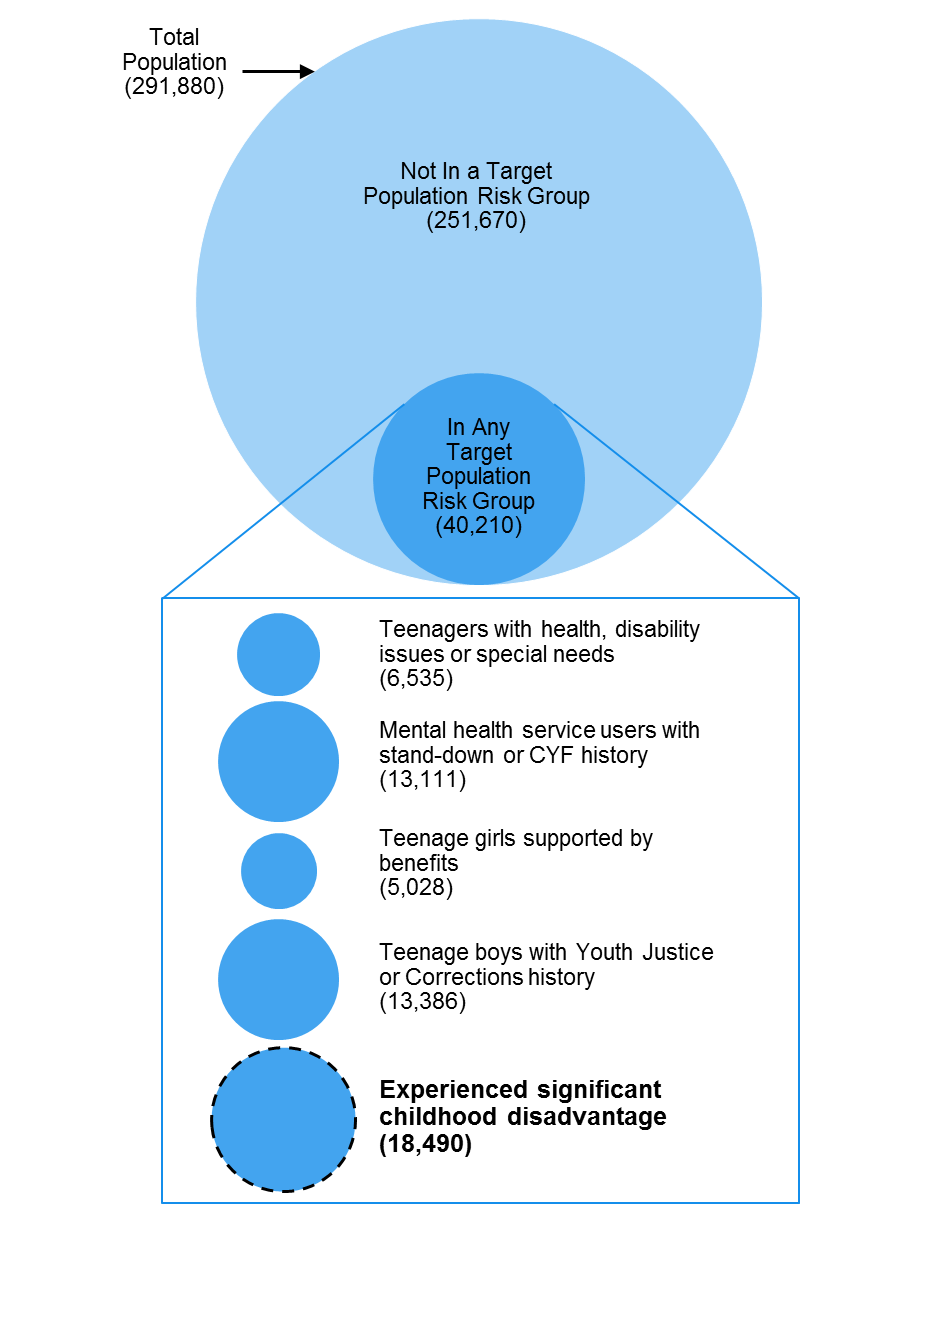 Total
Population
(291,880)
Not In a Target
Population Risk Group
(251,670)
In Any
Target
Population
Risk Group
(40,210)
Teenagers with health, disability
issues or special needs
(6,535)
Mental health service users with
stand-down or CYF history
(13,111)
Teenage girls supported by
benefits
(5,028)
Teenage boys with Youth Justice
or Corrections history
(13,386)
Experienced significant
childhood disadvantage
(18,490)